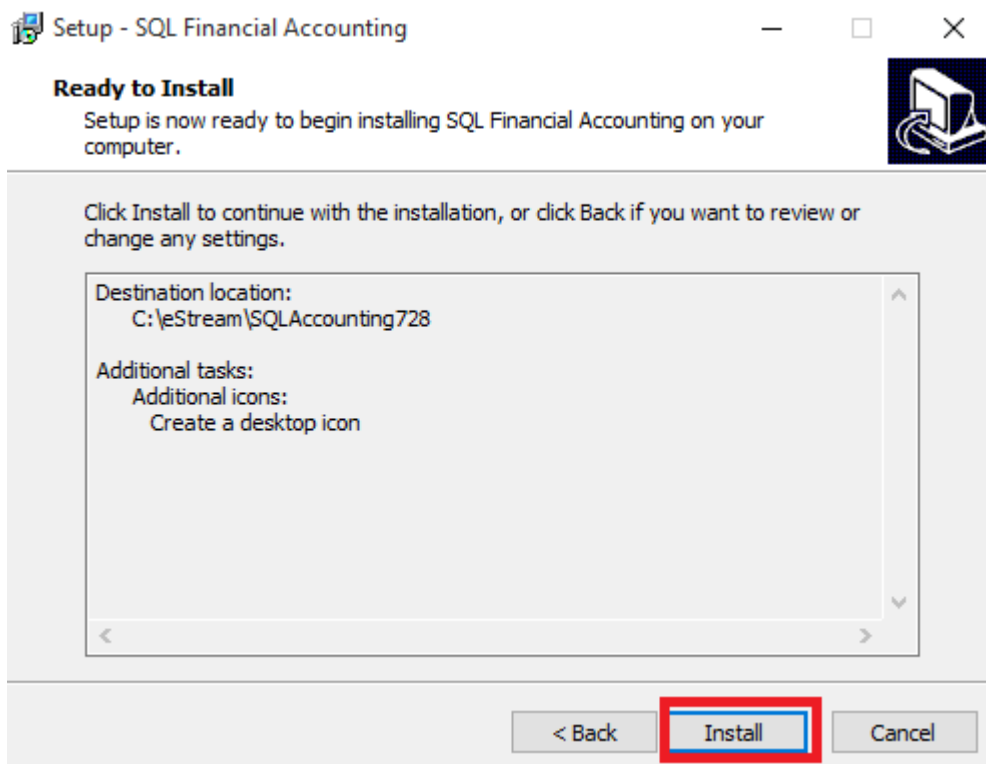 Setup - SQL Financial Accounting
Ready to Install
Setup is now ready to begin installing SQL Financial Accounting on your
computer.
Click Install to continue with the installation, or click Back if you want to review or
change any settings.
Destination location:
C:\eStream\SQLAccounting728
Additional tasks:
Additional icons:
Create a desktop icon
< Back
Install
Cancel